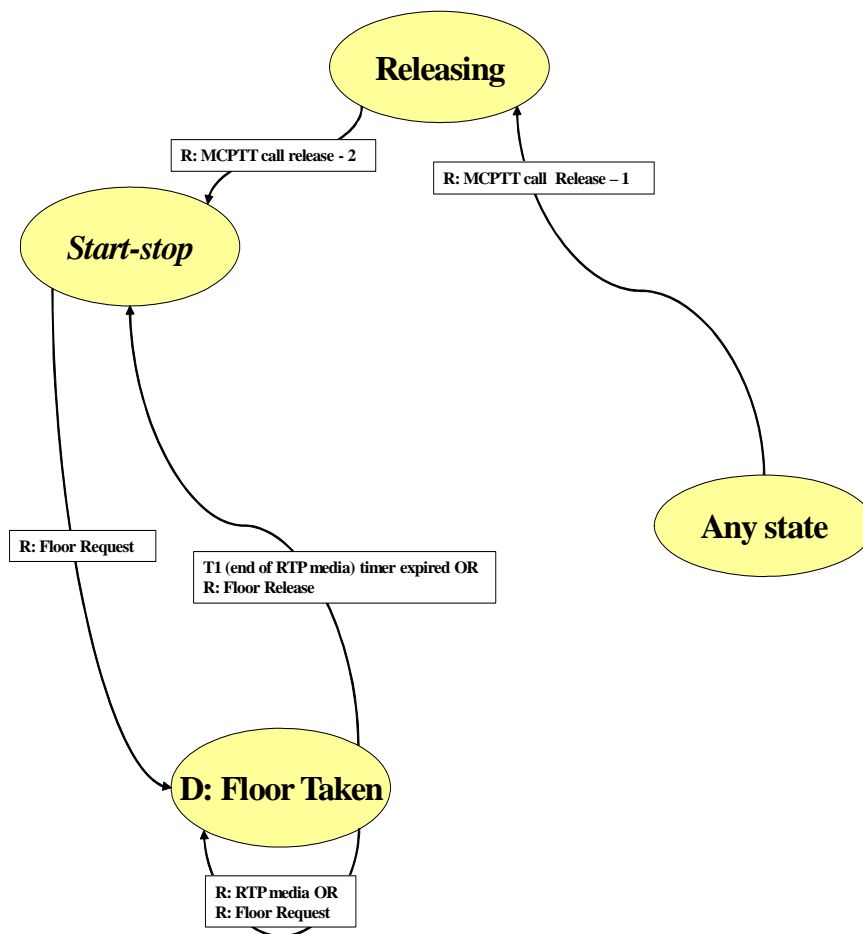 Releasing
R: MCPTT call release - 2
R: MCPTT call Release – 1
Start-stop
Any state
R: Floor Request
T1 (end of RTP media) timer expired OR
R: Floor Release
D: Floor Taken
R: RTP media OR
R: Floor Request